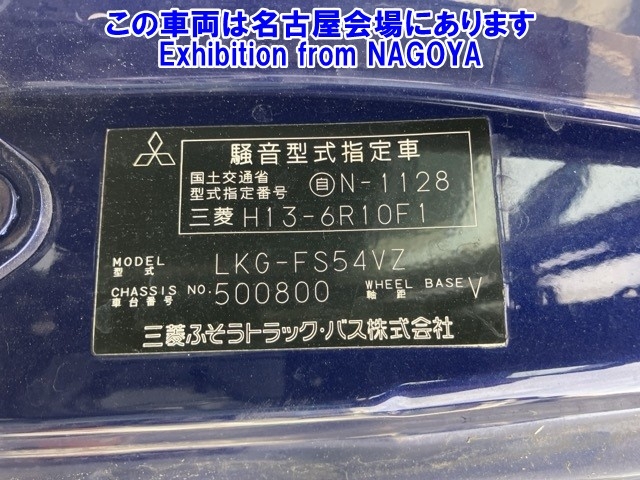 この車両は名古屋会場にあります
Exhibition from NAGOYA
騒音型式指定車
国土交通省
型式指定番号 自N-1128
三菱 H13-6R10F1
MODEL
型式 LKG-FS54VZ
CHASSIS NO.
車台番号 500800 WHEEL BASE
軸距 V
三菱ふそうトラック・バス株式会社